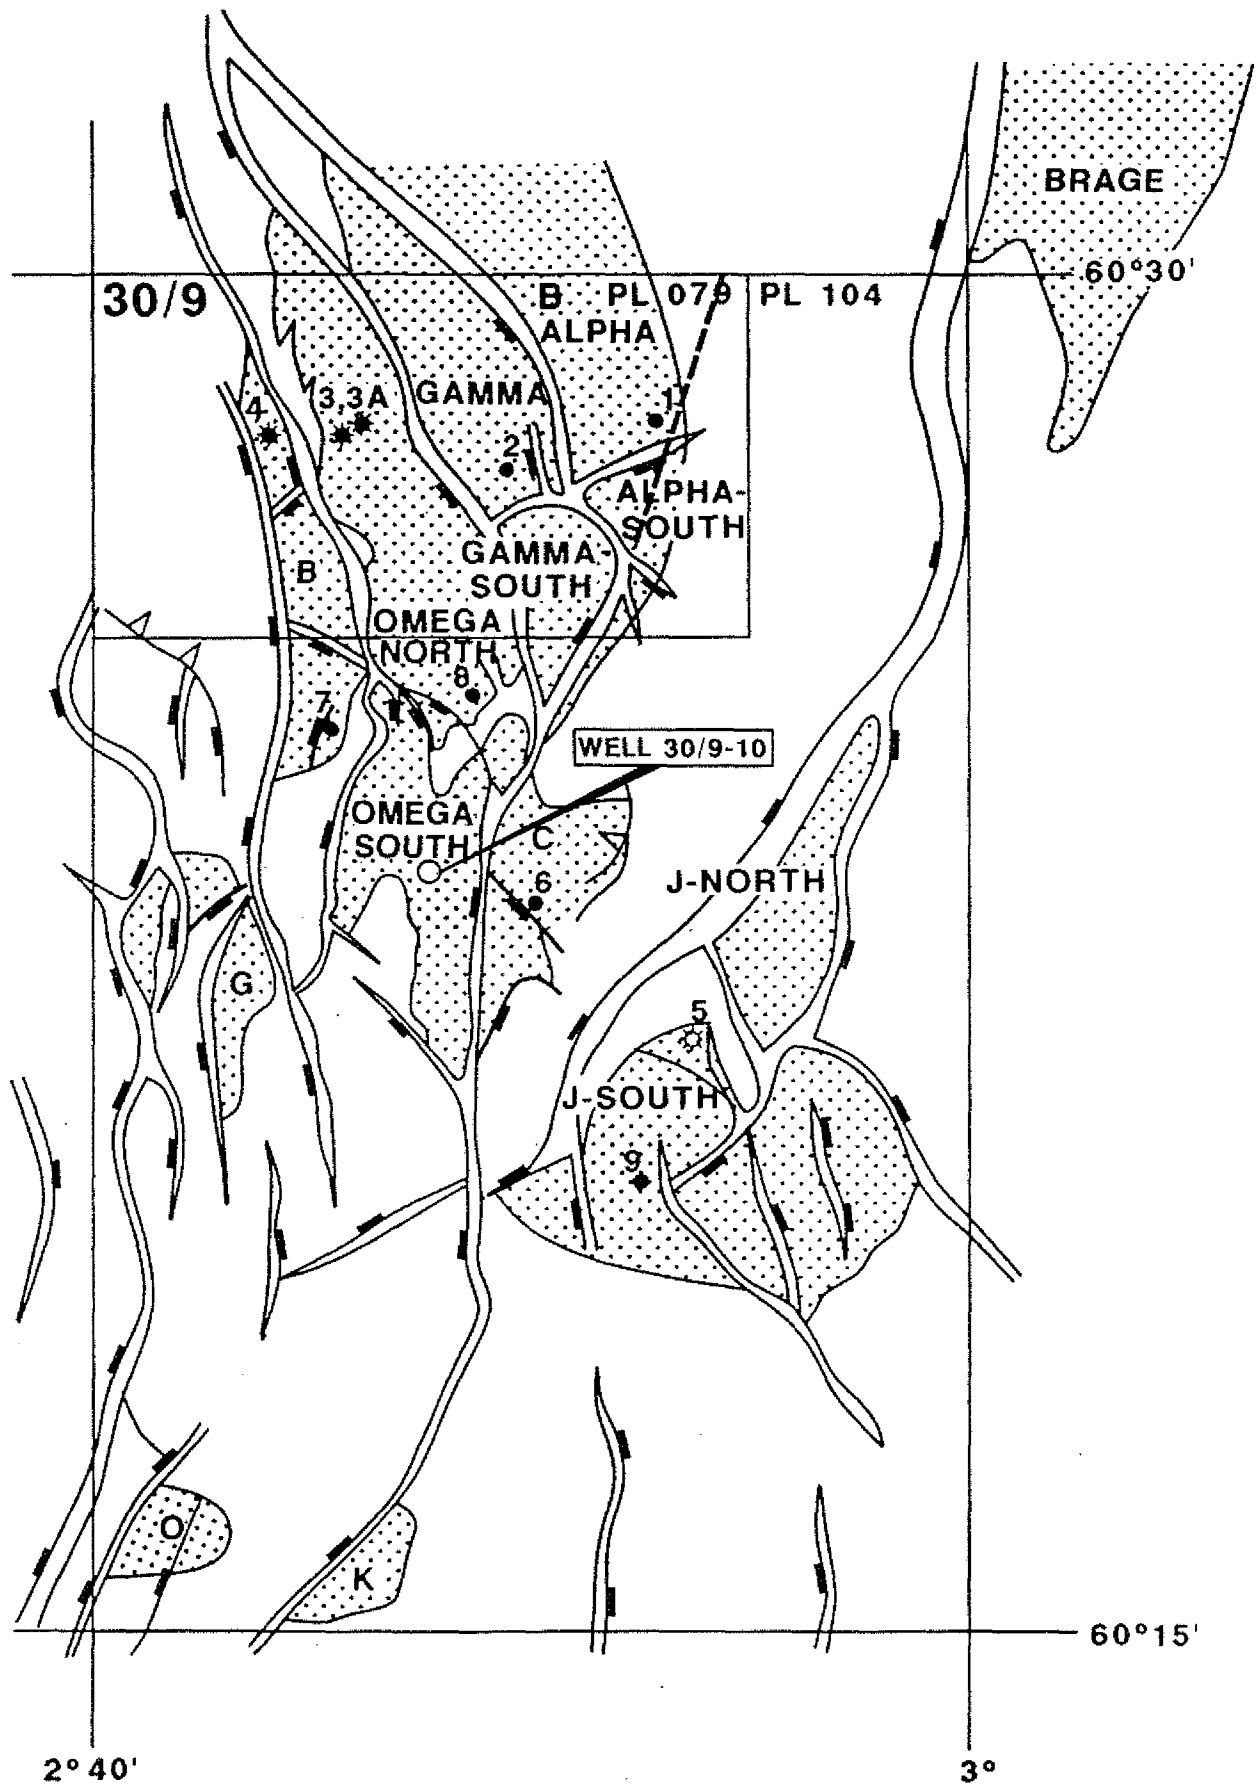 BRAGE
60°30'
30/9
B PL 079 PL 104
ALPHA
GAMMA
4
3,3A
1
2
ALPHA-
SOUTH
GAMMA-
SOUTH
B
OMEGA
NORTH
8
7
WELL 30/9-10
OMEGA
SOUTH
C
6
J-NORTH
G
5
J-SOUTH
9
O
K
60°15'
2°40'
3°